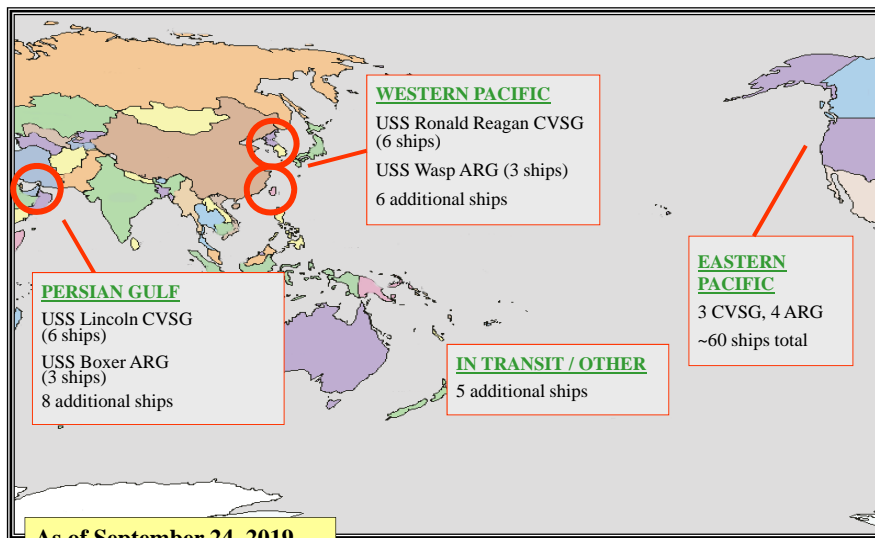 WESTERN PACIFIC
USS Ronald Reagan CVSG
(6 ships)
USS Wasp ARG (3 ships)
6 additional ships
PERSIAN GULF
USS Lincoln CVSG
(6 ships)
USS Boxer ARG
(3 ships)
8 additional ships
IN TRANSIT / OTHER
5 additional ships
EASTERN
PACIFIC
3 CVSG, 4 ARG
~60 ships total
As of September 24, 2019